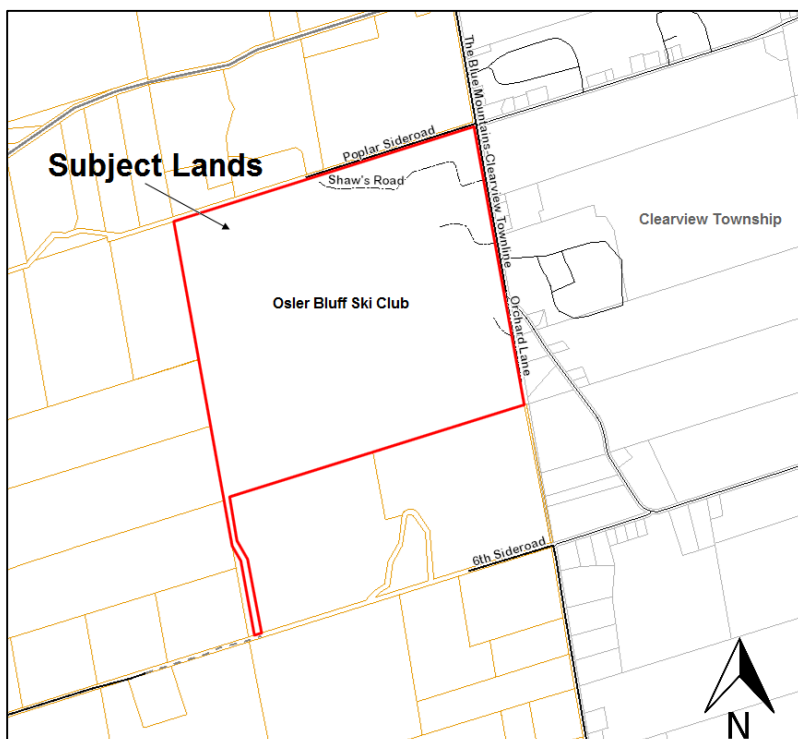 Poplar Sideroad
Subject Lands
Shaw's Road
The Blue Mountains-Clearview Townline
Clearview Township
Osler Bluff Ski Club
Orchard Lane
6th Sideroad
N